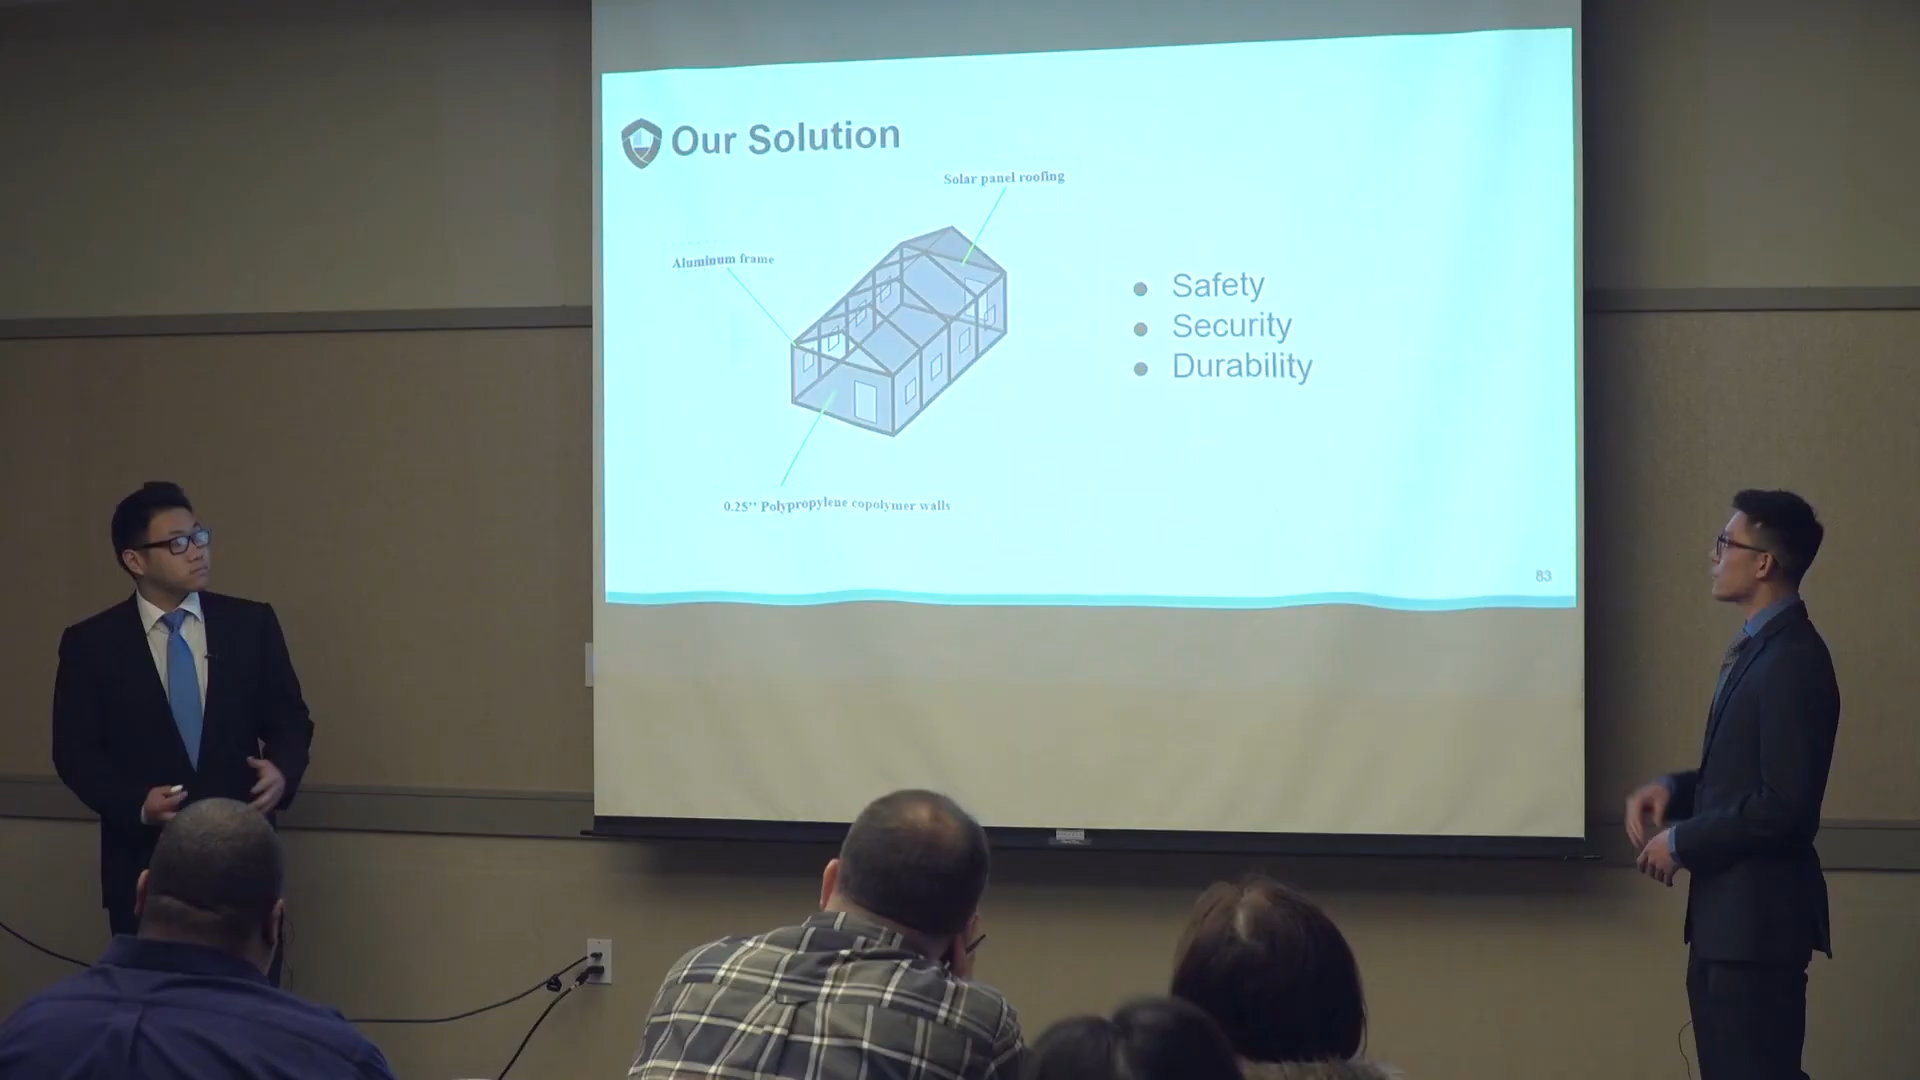 Our Solution
Solar panel roofing
Aluminum frame
0.25'' Polypropylene copolymer walls
● Safety
● Security
● Durability
83